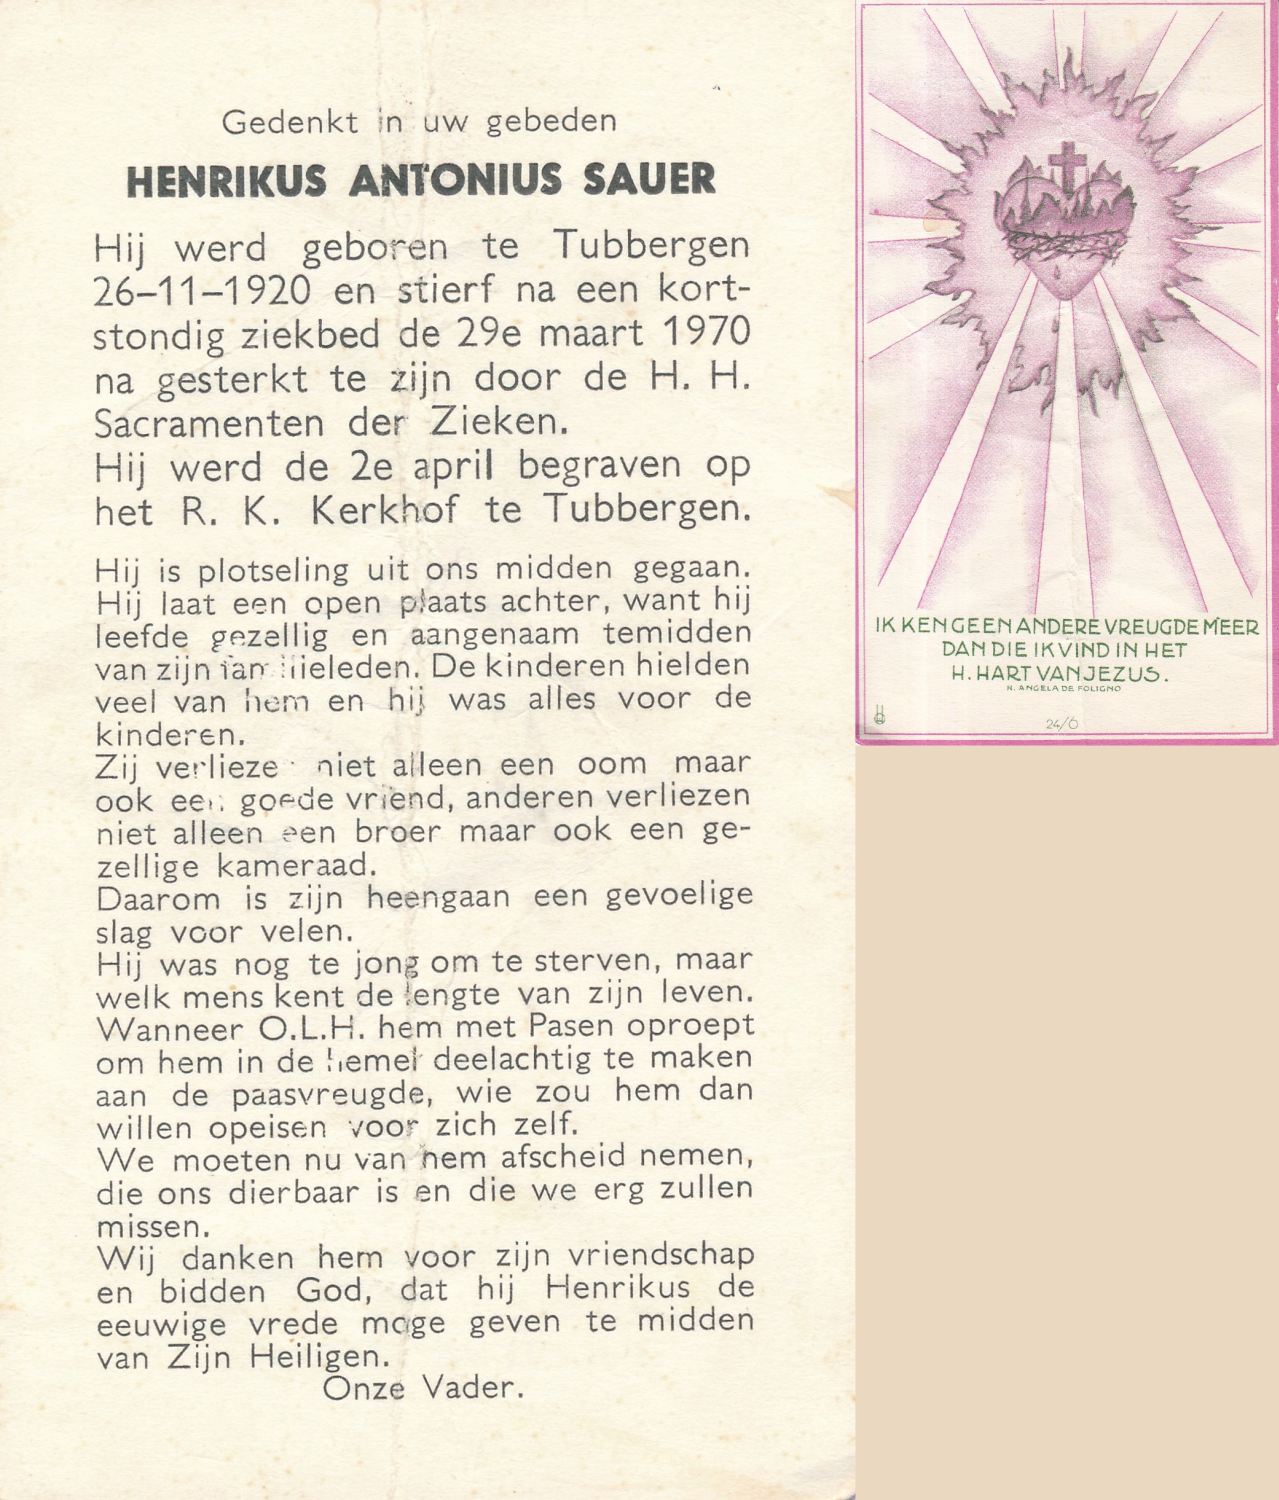 Gedenkt in uw gebeden
HENRIKUS ANTONIUS SAUER
Hij werd geboren te Tubbergen
26-11-1920 en stierf na een kort-
stondig ziekbed de 29e maart 1970
na gesterkt te zijn door de H. H.
Sacramenten der Zieken.
Hij werd de 2e april begraven op
het R. K. Kerkhof te Tubbergen.
Hij is plotseling uit ons midden gegaan.
Hij laat een open plaats achter, want hij
leefde gezellig en aangenaam temidden
van zijn familieleden. De kinderen hielden
veel van hem en hij was alles voor de
kinderen.
Zij verliezen niet alleen een oom maar
ook een goede vriend, anderen verliezen
niet alleen een broer maar ook een ge-
zellige kameraad.
Daarom is zijn heengaan een gevoelige
slag voor velen.
Hij was nog te jong om te sterven, maar
welk mens kent de lengte van zijn leven.
Wanneer O.L.H. hem met Pasen oproept
om hem in de hemel deelachtig te maken
aan de paasvreugde, wie zou hem dan
willen opeisen voor zich zelf.
We moeten nu van hem afscheid nemen,
die ons dierbaar is en die we erg zullen
missen.
Wij danken hem voor zijn vriendschap
en bidden God, dat hij Henrikus de
eeuwige vrede moge geven te midden
van Zijn Heiligen.
Onze Vader.
IK KEN GEEN ANDERE VREUGDE MEER
DAN DIE IK VIND IN HET
H. HART VAN JEZUS.
H. ANGELA DE FOLIGNO
24/6